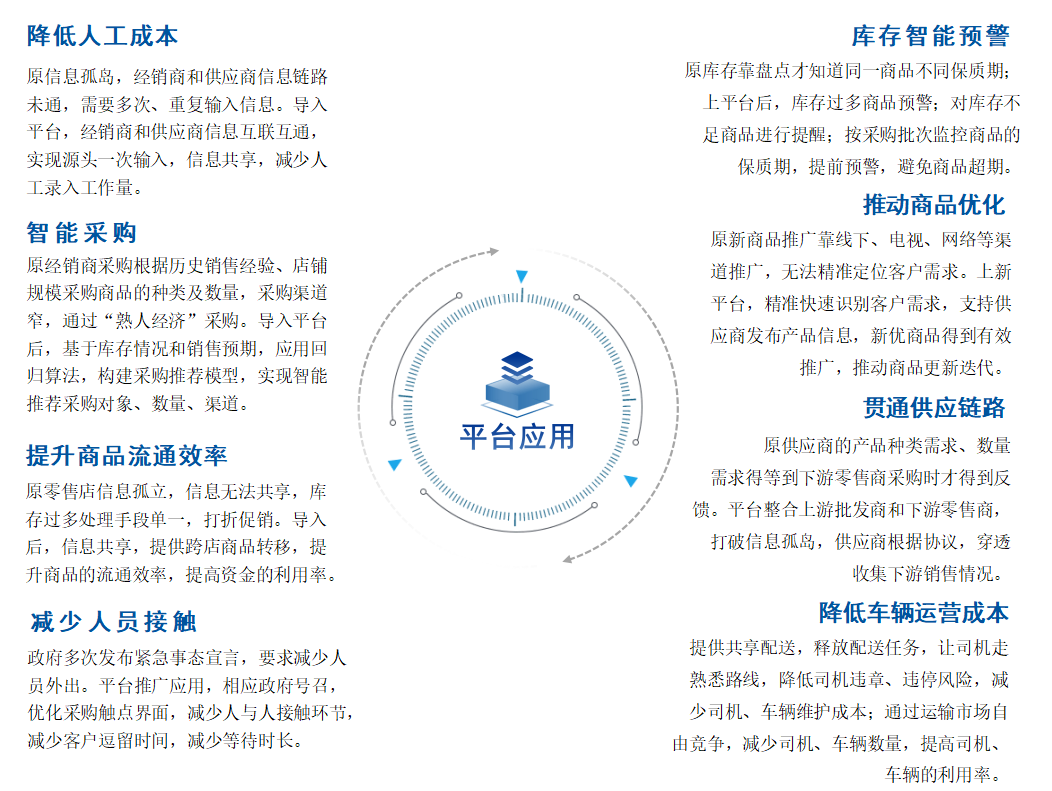 降低人工成本
原信息孤岛，经销商和供应商信息链路
未通，需要多次、重复输入信息。导入
平台，经销商和供应商信息互联互通，
实现源头一次输入，信息共享，减少人
工录入工作量。
智能采购
原经销商采购根据历史销售经验、店铺
规模采购商品的种类及数量，采购渠道
窄，通过“熟人经济”采购。导入平台
后，基于库存情况和销售预期，应用回
归算法，构建采购推荐模型，实现智能
推荐采购对象、数量、渠道。
提升商品流通效率
原零售店信息孤立，信息无法共享，库
存过多处理手段单一，打折促销。导入
后，信息共享，提供跨店商品转移，提
升商品的流通效率，提高资金的利用率。
减少人员接触
政府多次发布紧急事态宣言，要求减少人
员外出。平台推广应用，相应政府号召，
优化采购触点界面，减少人与人接触环节，
减少客户逗留时间，减少等待时长。
平台应用
库存智能预警
原库存靠盘点才知道同一商品不同保质期；
上平台后，库存过多商品预警；对库存不
足商品进行提醒；按采购批次监控商品的
保质期，提前预警，避免商品超期。
推动商品优化
原新商品推广靠线下、电视、网络等渠
道推广，无法精准定位客户需求。上新
平台，精准快速识别客户需求，支持供
应商发布产品信息，新优商品得到有效
推广，推动商品更新迭代。
贯通供应链路
原供应商的产品种类需求、数量
需求得等到下游零售商采购时才得到反
馈。平台整合上游批发商和下游零售商，
打破信息孤岛，供应商根据协议，穿透
收集下游销售情况。
降低车辆运营成本
提供共享配送，释放配送任务，让司机走
熟悉路线，降低司机违章、违停风险，减
少司机、车辆维护成本；通过运输市场自
由竞争，减少司机、车辆数量，提高司机、
车辆的利用率。